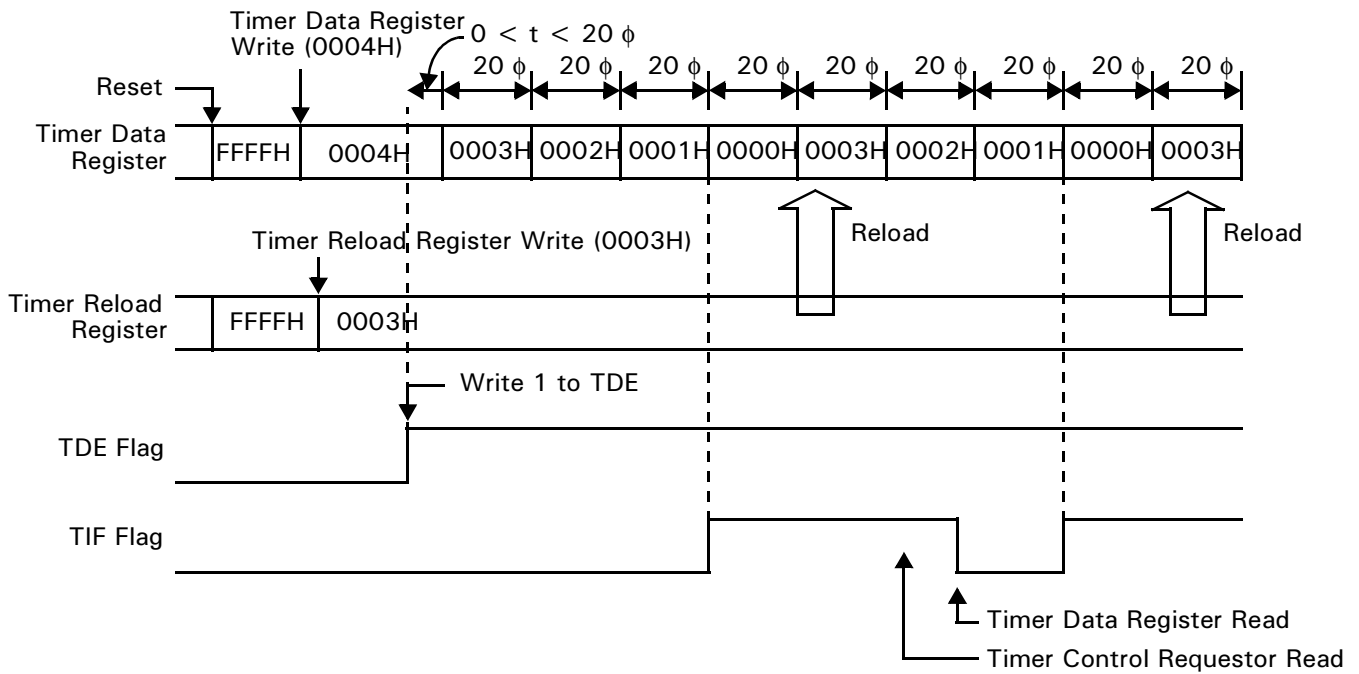 Timer Data Register
Write (0004H)
0 < t < 20 ϕ
20 ϕ 20 ϕ 20 ϕ 20 ϕ 20 ϕ 20 ϕ 20 ϕ 20 ϕ 20 ϕ
Reset
Timer Data
Register
FFFFH 0004H 0003H 0002H 0001H 0000H 0003H 0002H 0001H 0000H 0003H
Reload Reload
Timer Reload Register Write (0003H)
Timer Reload
Register
FFFFH 0003H
Write 1 to TDE
TDE Flag
TIF Flag
Timer Data Register Read
Timer Control Requestor Read